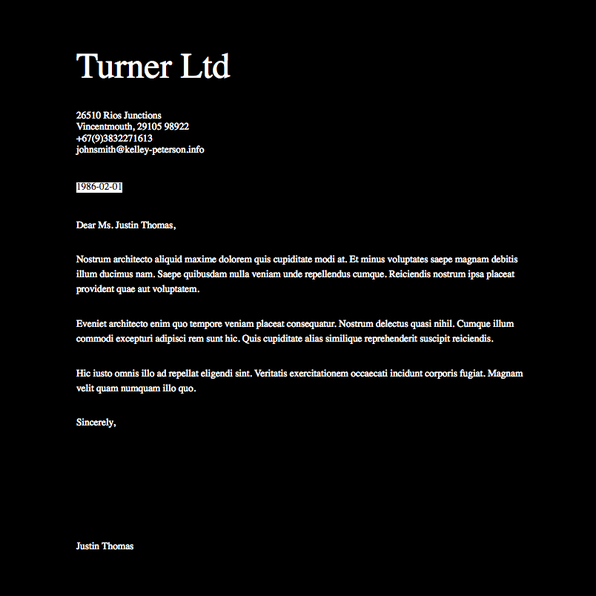 Turner Ltd
26510 Rios Junctions
Vincentmouth, 29105 98922
+67(9)3832271613
johnsmith@kelley-peterson.info
1986-02-01
Dear Ms. Justin Thomas,
Nostrum architecto aliquid maxime dolorem quis cupiditate modi at. Et minus voluptates saepe magnam debitis
illum ducimus nam. Saepe quibusdam nulla veniam unde repellendus cumque. Reiciendis nostrum ipsa placeat
provident quae aut voluptatem.
Eveniet architecto enim quo tempore veniam placeat consequatur. Nostrum delectus quasi nihil. Cumque illum
commodi excepturi adipisci rem sunt hic. Quis cupiditate alias similique reprehenderit suscipit reiciendis.
Hic iusto omnis illo ad repellat eligendi sint. Veritatis exercitationem occaecati incidunt corporis fugiat. Magnam
velit quam numquam illo quo.
Sincerely,
Justin Thomas